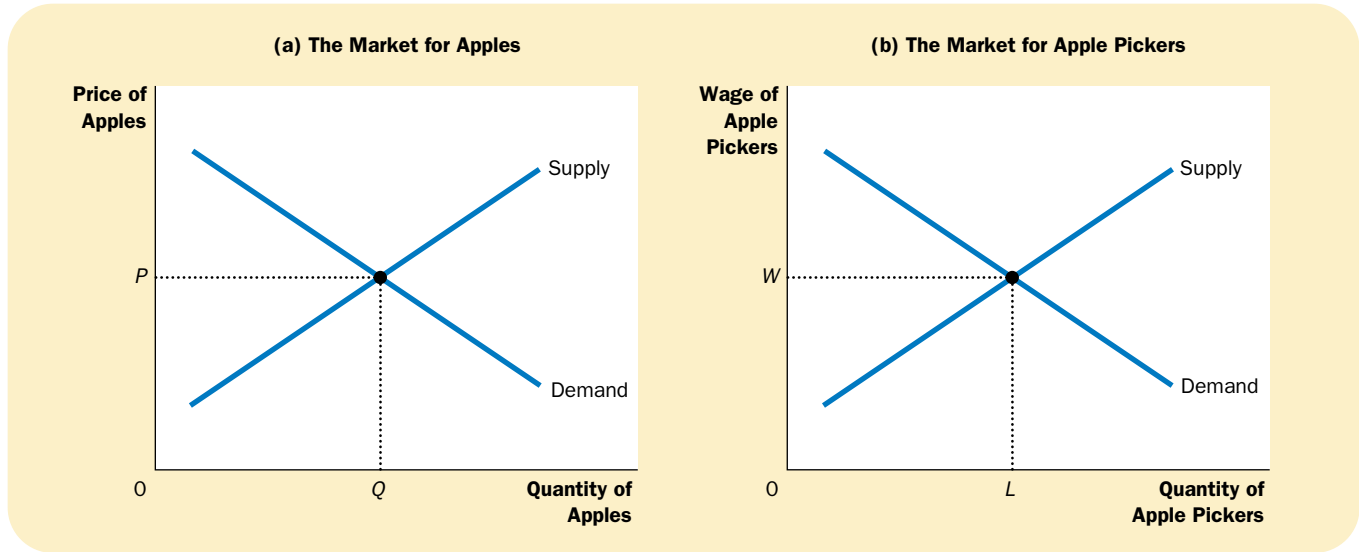 (a) The Market for Apples
Price of
Apples
Supply
P
Demand
0
Q
Quantity of
Apples
(b) The Market for Apple Pickers
Wage of
Apple
Pickers
Supply
W
Demand
0
L
Quantity of
Apple Pickers